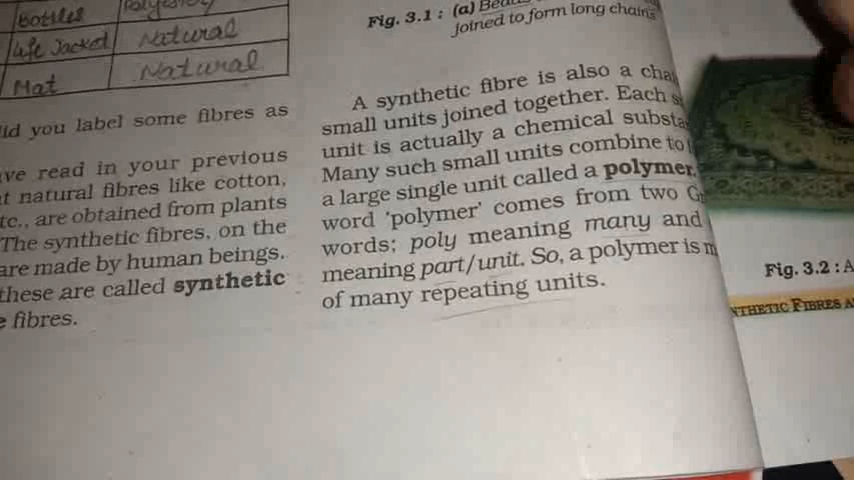 Bottles
Life Jacket Natural
Mat Natural
did you label some fibres as
have read in your previous
natural fibres like cotton,
etc., are obtained from plants
The synthetic fibres, on the
are made by human beings.
these are called synthetic
fibres.
Fig. 3.1 : (a)
joined to form long chains
A synthetic fibre is also a
small units joined together. Each
unit is actually a chemical
Many such small units combine to
a large single unit called a polymer.
word 'polymer' comes from two
words; poly meaning many and
meaning part/unit. So, a polymer is
of many repeating units.
Fig. 3.2 : A
FIBRES